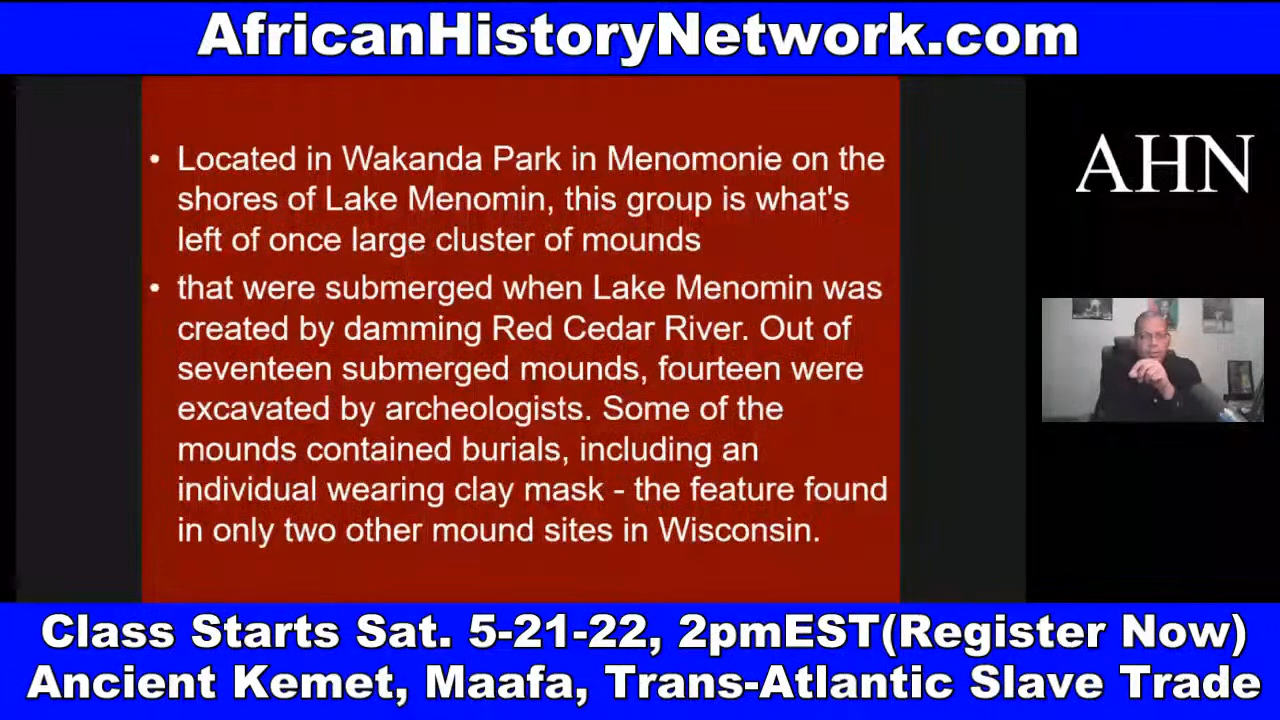 AfricanHistoryNetwork.com
• Located in Wakanda Park in Menomonie on the
shores of Lake Menomin, this group is what's
left of once large cluster of mounds
• that were submerged when Lake Menomin was
created by damming Red Cedar River. Out of
seventeen submerged mounds, fourteen were
excavated by archeologists. Some of the
mounds contained burials, including an
individual wearing clay mask - the feature found
in only two other mound sites in Wisconsin.
AHN
Class Starts Sat. 5-21-22, 2pmEST(Register Now)
Ancient Kemet, Maafa, Trans-Atlantic Slave Trade